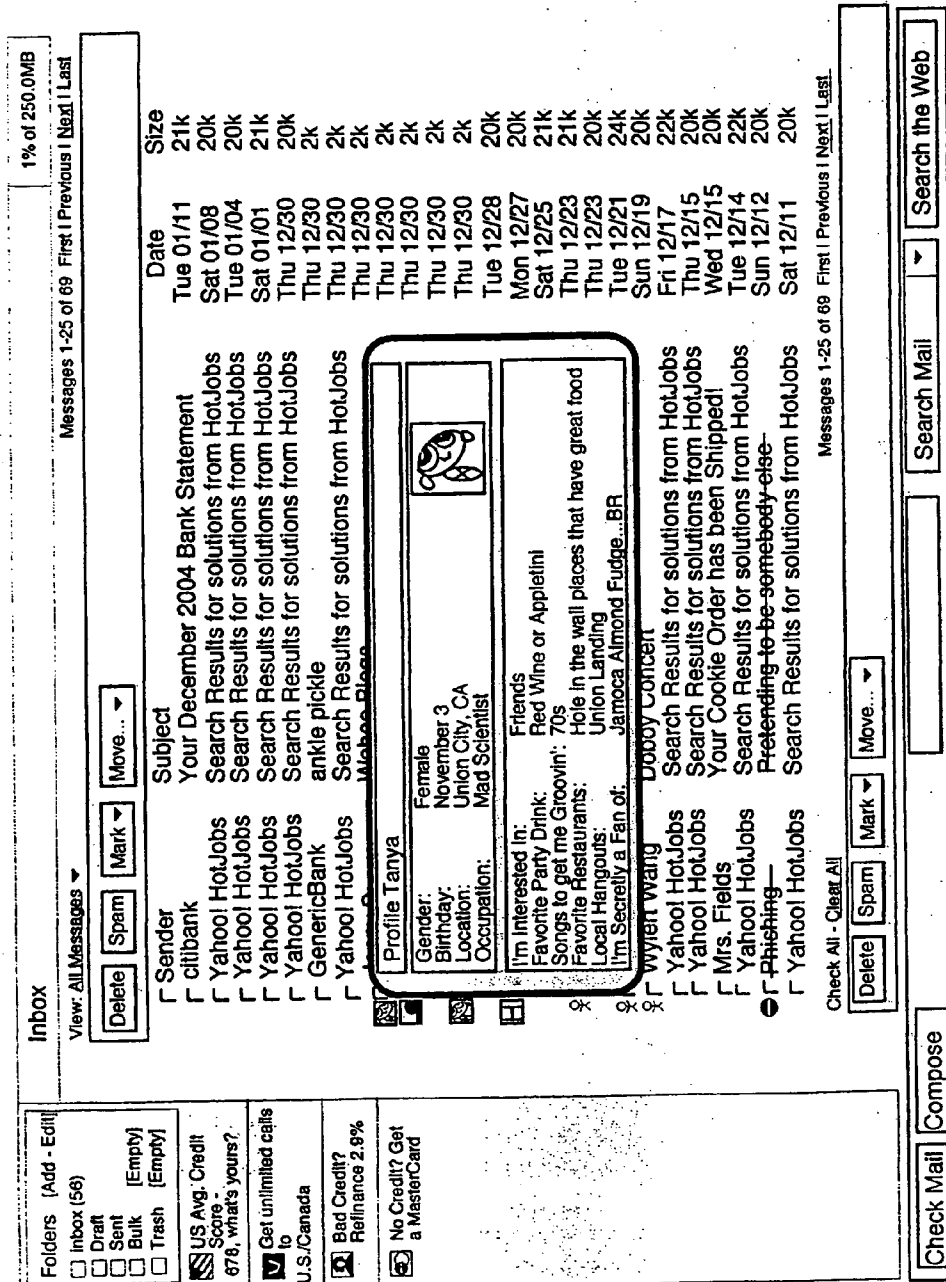 Folders [Add - Edit]
Inbox (56)
Draft
Sent
Bulk [Empty]
Trash [Empty]
US Avg. Credit
Score -
678, what's yours?
Get unlimited calls
to
U.S./Canada
Bad Credit?
Refinance 2.9%
No Credit? Get
a MasterCard
Inbox
1% of 250.0MB
View: All Messages
Messages 1-25 of 69 First | Previous | Next | Last
Delete Spam Mark Move...
Sender Subject Date Size
citibank Your December 2004 Bank Statement Tue 01/11 21k
Yahoo! HotJobs Search Results for solutions from HotJobs Sat 01/08 20k
Yahoo! HotJobs Search Results for solutions from HotJobs Tue 01/04 20k
Yahoo! HotJobs Search Results for solutions from HotJobs Sat 01/01 21k
Yahoo! HotJobs Search Results for solutions from HotJobs Thu 12/30 20k
GenericBank ankle pickle Thu 12/30 2k
Yahoo! HotJobs Search Results for solutions from HotJobs Thu 12/30 2k
Thu 12/30 2k
Thu 12/30 2k
Thu 12/30 2k
Thu 12/30 2k
Thu 12/30 2k
Tue 12/28 20k
Mon 12/27 20k
Sat 12/25 21k
Thu 12/23 21k
Thu 12/23 20k
Tue 12/21 24k
Sun 12/19 20k
Profile Tanya
Gender: Female
Birthday: November 3
Location: Union City, CA
Occupation: Mad Scientist
I'm Interested In: Friends
Favorite Party Drink: Red Wine or Appletini
Songs to get me Groovin': 70s
Favorite Restaurants: Hole in the wall places that have great food
Local Hangouts: Union Landing
I'm Secretly a Fan of: Jamoca Almond Fudge...BR
Wylen Wang Doboy Concert
Yahoo! HotJobs Search Results for solutions from HotJobs Fri 12/17 22k
Yahoo! HotJobs Search Results for solutions from HotJobs Thu 12/15 20k
Mrs. Fields Your Cookie Order has been Shipped! Wed 12/15 20k
Yahoo! HotJobs Search Results for solutions from HotJobs Tue 12/14 22k
Phishing Pretending to be somebody else Sun 12/12 20k
Yahoo! HotJobs Search Results for solutions from HotJobs Sat 12/11 20k
Check All - Clear All
Messages 1-25 of 69 First | Previous | Next | Last
Delete Spam Mark Move...
Check Mail Compose Search Mail Search the Web